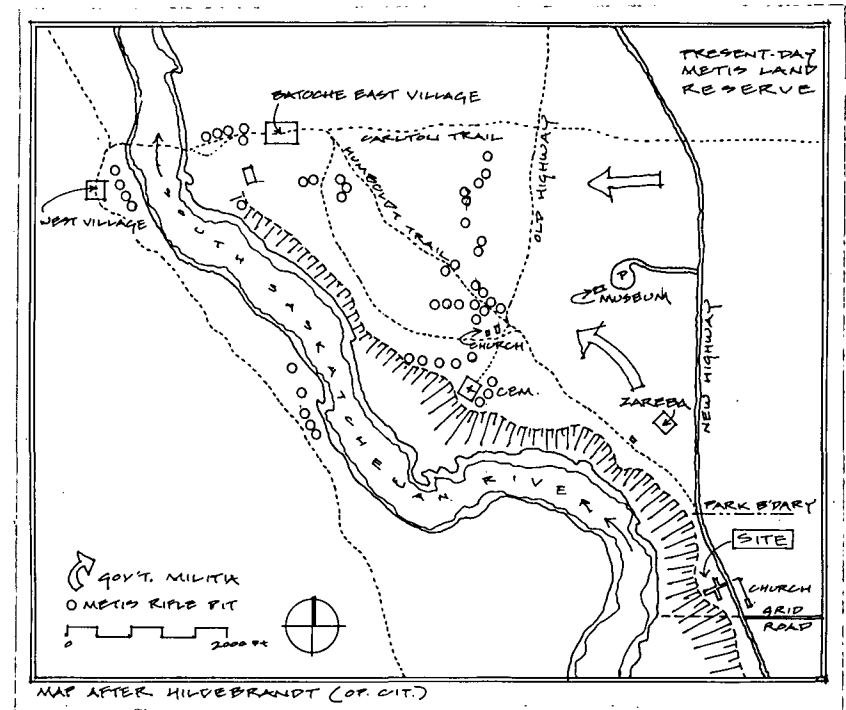 PRESENT-DAY
METIS LAND
RESERVE
BATOCHE EAST VILLAGE
CARLTON TRAIL
HUMBOLDT TRAIL
OLD HIGHWAY
WEST VILLAGE
SOUTH SASKATCHEWAN RIVER
P
MUSEUM
CHURCH
NEW HIGHWAY
CEM.
ZAREBA
PARK B'DARY
SITE
CHURCH
GRID
ROAD
GOV'T. MILITIA
METIS RIFLE PIT
0 2000 FT
MAP AFTER HILDEBRANDT (OP. CIT.)